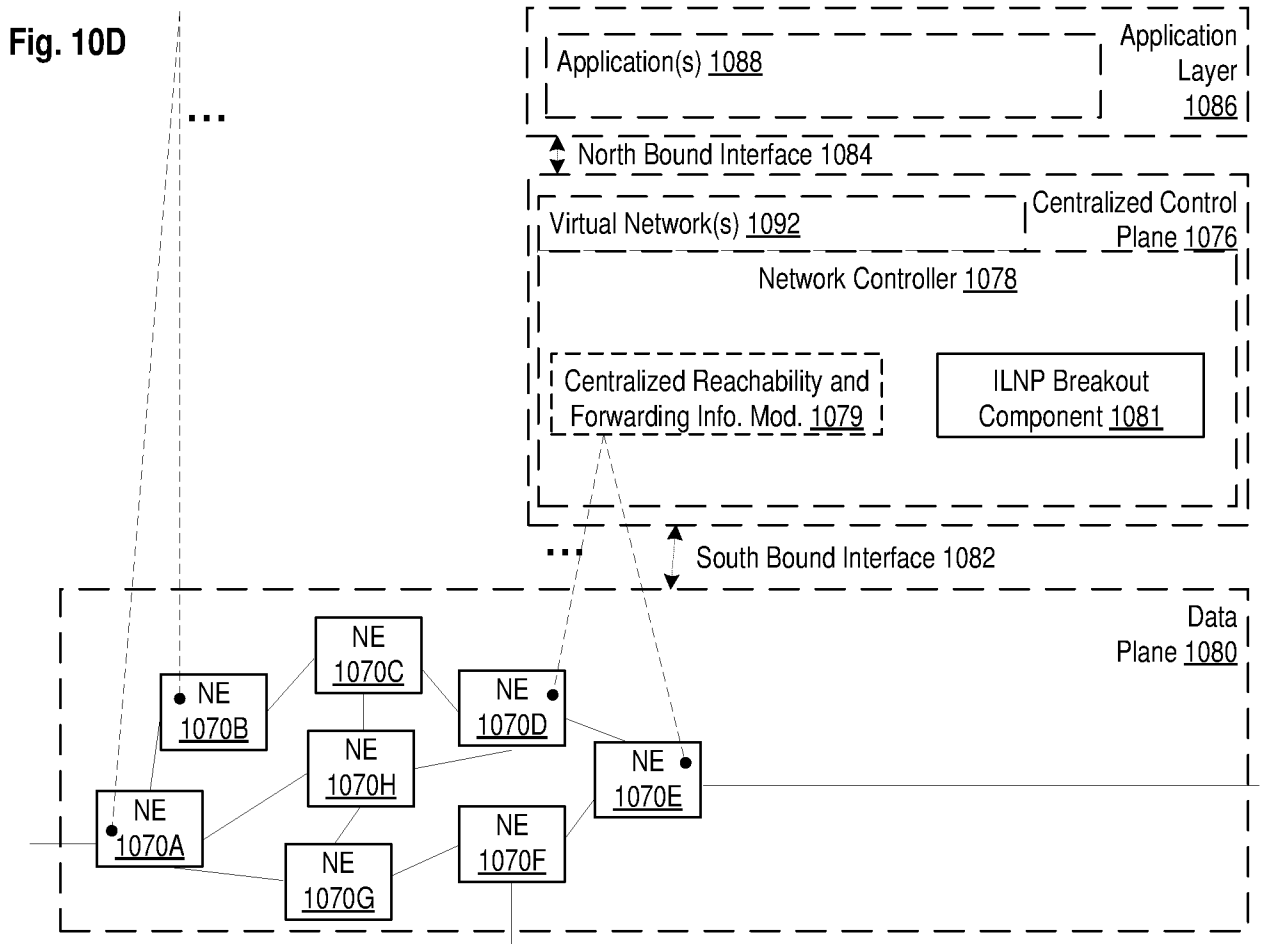 Fig. 10D
Application(s) 1088
Application
Layer
1086
North Bound Interface 1084
Virtual Network(s) 1092
Centralized Control
Plane 1076
Network Controller 1078
Centralized Reachability and
Forwarding Info. Mod. 1079
ILNP Breakout
Component 1081
South Bound Interface 1082
Data
Plane 1080
NE
1070C
NE
1070B
NE
1070D
NE
1070H
NE
1070E
NE
1070A
NE
1070F
NE
1070G